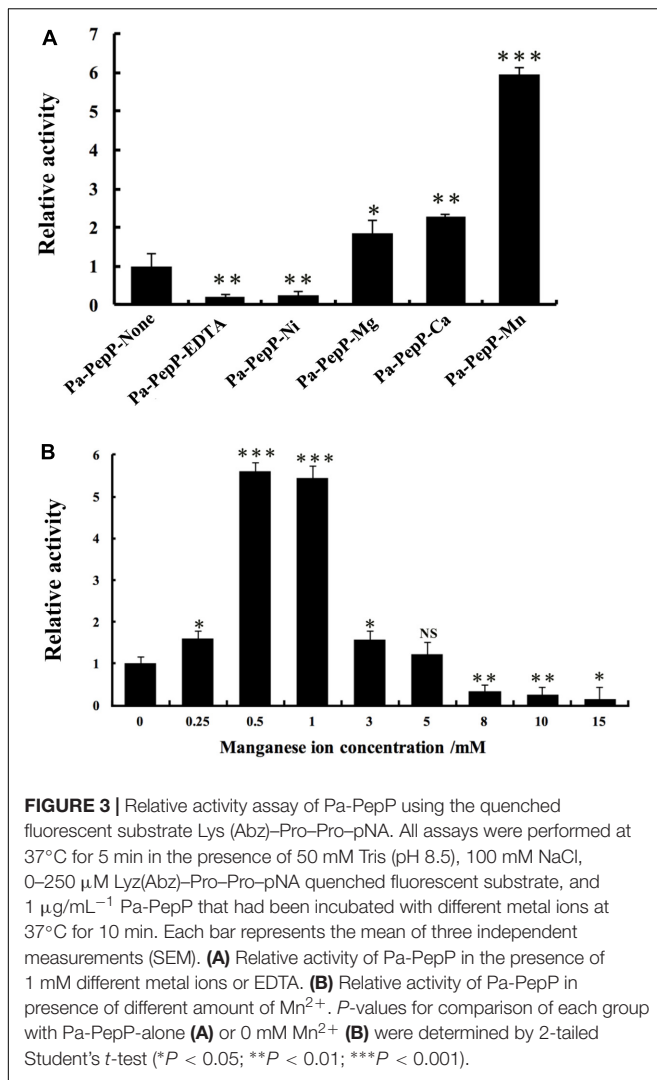 A
7
6
5
4
3
2
1
0
Relative activity
**
**
*
**
***
Pa-PepP-None
Pa-PepP-EDTA
Pa-PepP-Ni
Pa-PepP-Mg
Pa-PepP-Ca
Pa-PepP-Mn
B
6
5
4
3
2
1
0
Relative activity
*
***
***
*
NS
**
**
*
0 0.25 0.5 1 3 5 8 10 15
Manganese ion concentration /mM
FIGURE 3 | Relative activity assay of Pa-PepP using the quenched
fluorescent substrate Lys (Abz)–Pro–Pro–pNA. All assays were performed at
37°C for 5 min in the presence of 50 mM Tris (pH 8.5), 100 mM NaCl,
0–250 μM Lyz(Abz)–Pro–Pro–pNA quenched fluorescent substrate, and
1 μg/mL⁻¹ Pa-PepP that had been incubated with different metal ions at
37°C for 10 min. Each bar represents the mean of three independent
measurements (SEM). (A) Relative activity of Pa-PepP in the presence of
1 mM different metal ions or EDTA. (B) Relative activity of Pa-PepP in
presence of different amount of Mn²⁺. P-values for comparison of each group
with Pa-PepP-alone (A) or 0 mM Mn²⁺ (B) were determined by 2-tailed
Student's t-test (*P < 0.05; **P < 0.01; ***P < 0.001).